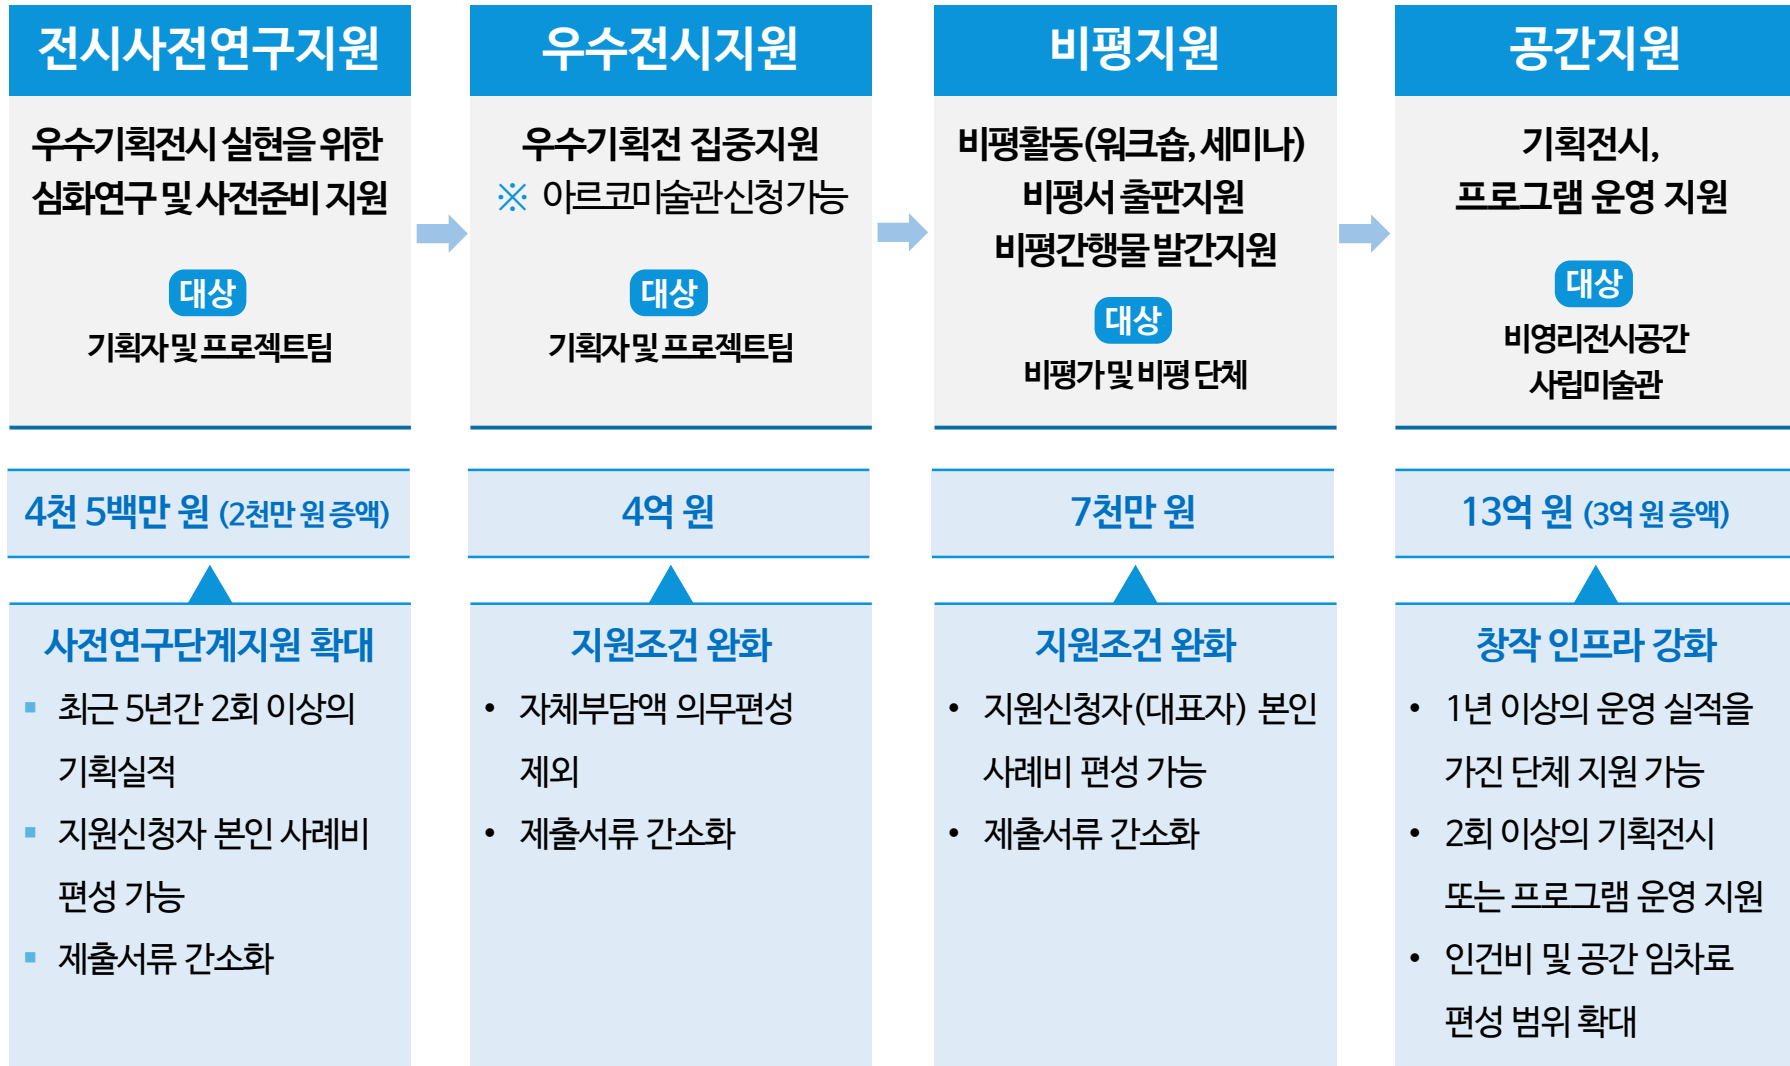 전시사전연구지원
우수기획전시 실현을 위한
심화연구 및 사전준비 지원
대상
기획자 및 프로젝트팀
4천 5백만 원 (2천만 원 증액)
사전연구단계지원 확대
▪ 최근 5년간 2회 이상의
기획실적
▪ 지원신청자 본인 사례비
편성 가능
▪ 제출서류 간소화
우수전시지원
우수기획전 집중지원
※ 아르코미술관 신청 가능
대상
기획자 및 프로젝트팀
4억 원
지원조건 완화
• 자체부담액 의무편성
제외
• 제출서류 간소화
비평지원
비평활동(워크숍, 세미나)
비평서 출판지원
비평간행물 발간지원
대상
비평가 및 비평 단체
7천만 원
지원조건 완화
• 지원신청자(대표자) 본인
사례비 편성 가능
• 제출서류 간소화
공간지원
기획전시,
프로그램 운영 지원
대상
비영리전시공간
사립미술관
13억 원 (3억 원 증액)
창작 인프라 강화
• 1년 이상의 운영 실적을
가진 단체 지원 가능
• 2회 이상의 기획전시
또는 프로그램 운영 지원
• 인건비 및 공간 임차료
편성 범위 확대